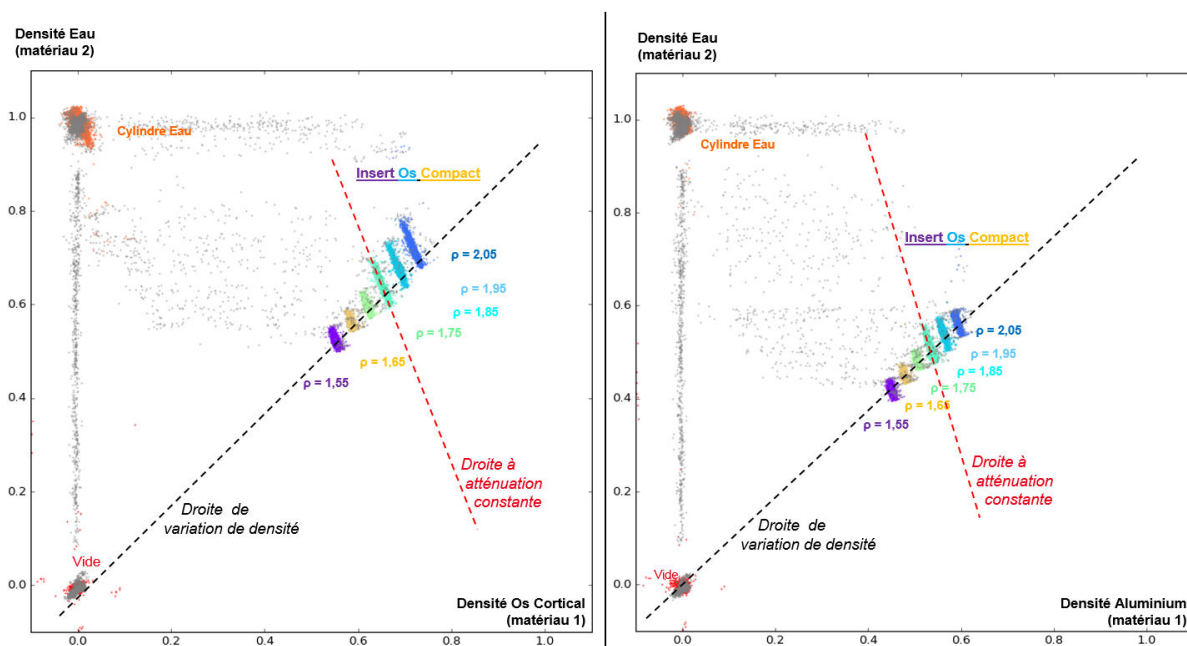 Densité Eau
(matériau 2)
1.0
0.8
0.6
0.4
0.2
0.0
Cylindre Eau
Insert Os Compact
ρ = 2,05
ρ = 1,95
ρ = 1,85
ρ = 1,75
ρ = 1,65
ρ = 1,55
Droite à
atténuation
constante
Droite de
variation de densité
Vide
Densité Os Cortical
(matériau 1)
0.0 0.2 0.4 0.6 0.8 1.0
Densité Eau
(matériau 2)
1.0
0.8
0.6
0.4
0.2
0.0
Cylindre Eau
Insert Os Compact
ρ = 2,05
ρ = 1,95
ρ = 1,85
ρ = 1,75
ρ = 1,65
ρ = 1,55
Droite à
atténuation
constante
Droite de
variation de densité
Vide
Densité Aluminium
(matériau 1)
0.0 0.2 0.4 0.6 0.8 1.0